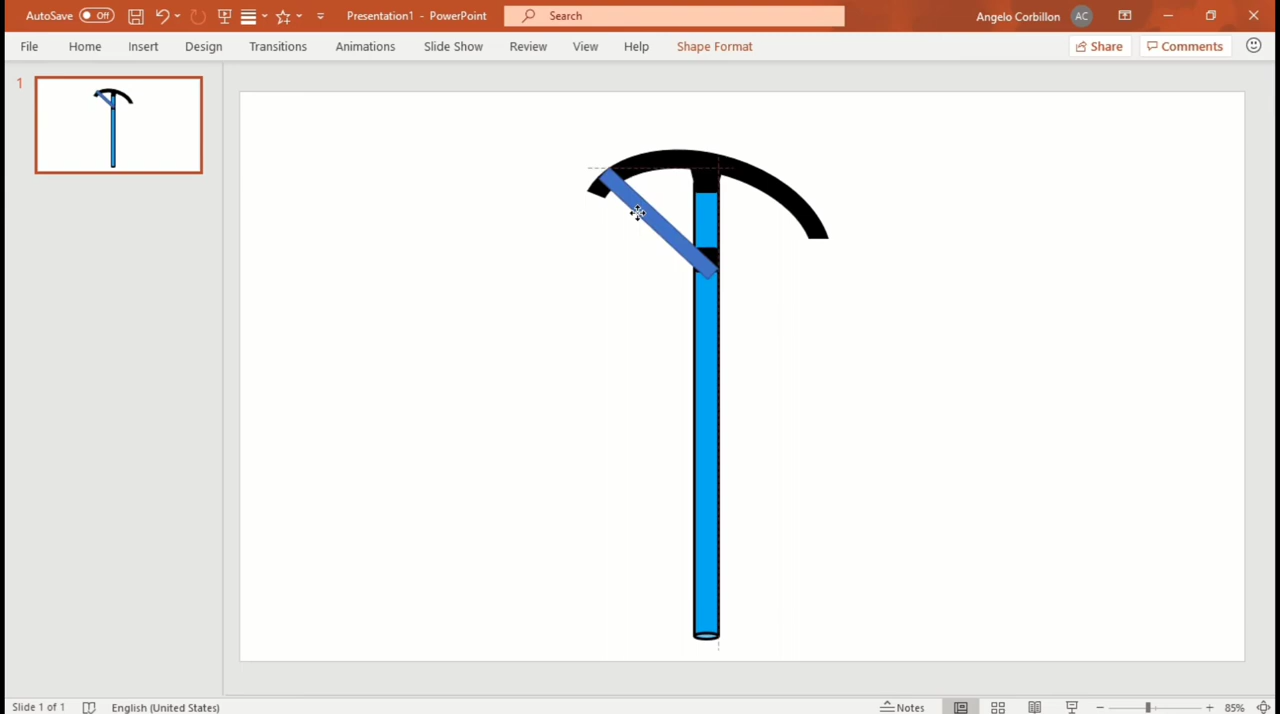 AutoSave Off Presentation1 - PowerPoint Search Angelo Corbillon AC
File Home Insert Design Transitions Animations Slide Show Review View Help Shape Format Share Comments
1
Slide 1 of 1 English (United States) Notes 85%